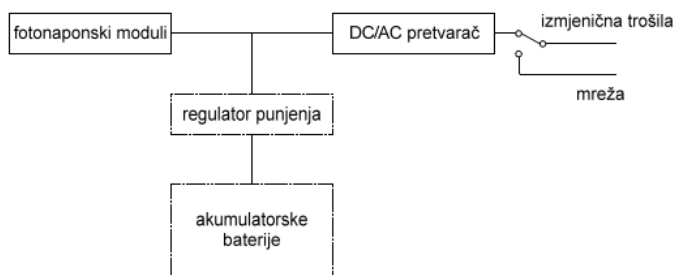 izmjenična trošila
fotonaponski moduli
DC/AC pretvarač
mreža
regulator punjenja
akumulatorske
baterije